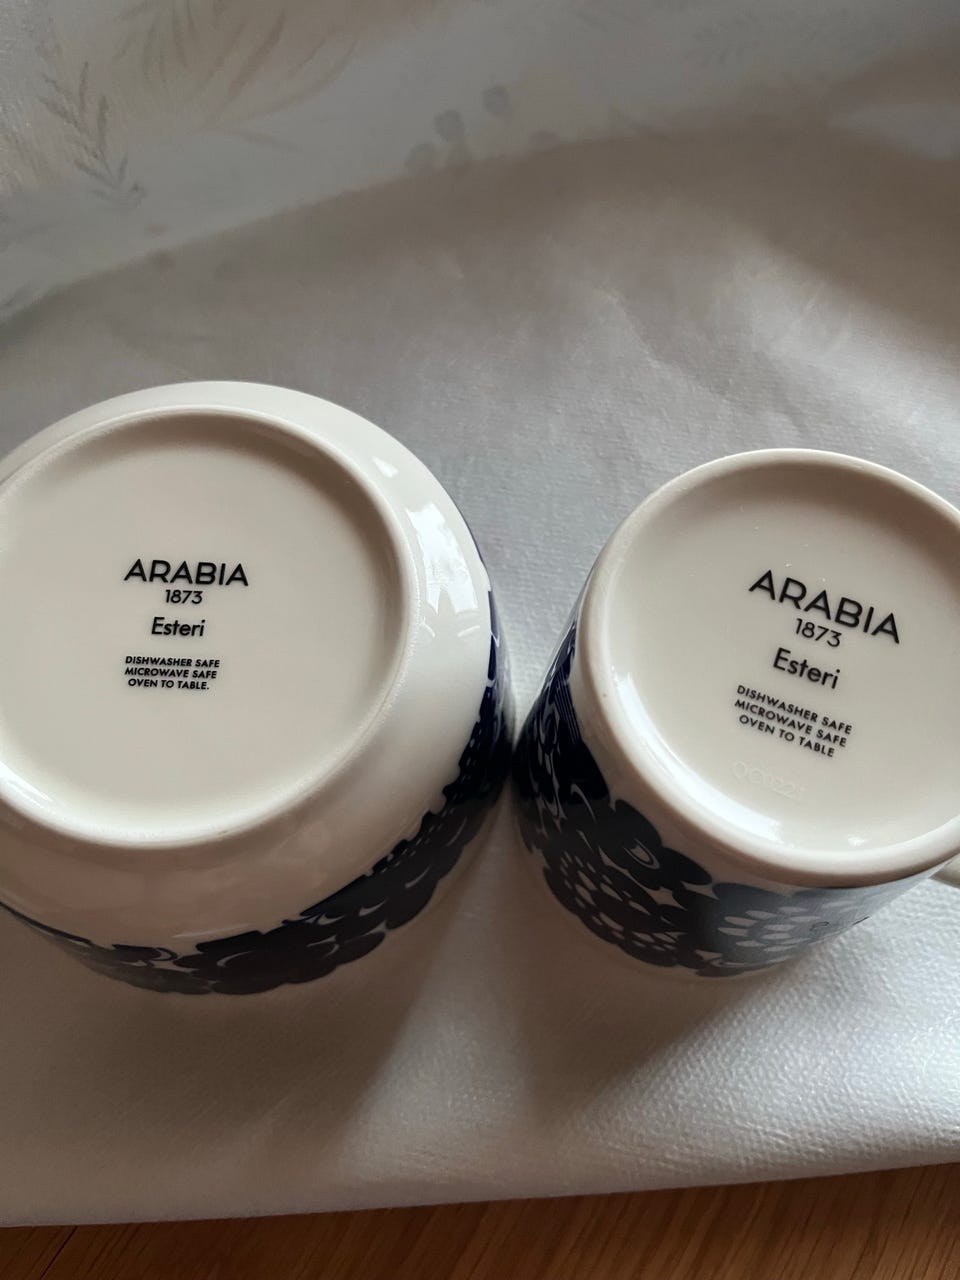 ARABIA
1873
Esteri
DISHWASHER SAFE
MICROWAVE SAFE
OVEN TO TABLE.
ARABIA
1873
Esteri
DISHWASHER SAFE
MICROWAVE SAFE
OVEN TO TABLE